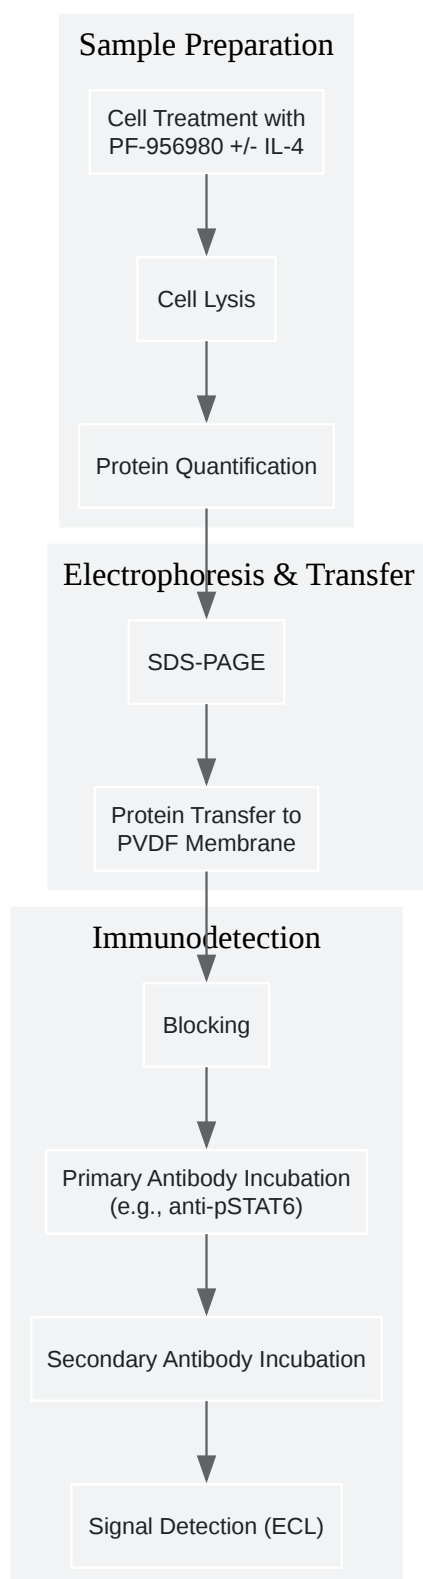 Sample Preparation
Cell Treatment with
PF-956980 +/- IL-4
Cell Lysis
Protein Quantification
Electrophoresis & Transfer
SDS-PAGE
Protein Transfer to
PVDF Membrane
Immunodetection
Blocking
Primary Antibody Incubation
(e.g., anti-pSTAT6)
Secondary Antibody Incubation
Signal Detection (ECL)